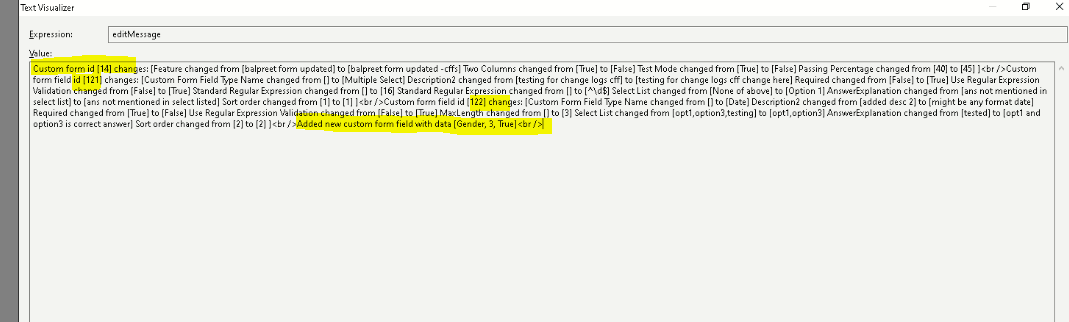 Text Visualizer
Expression:
editMessage
Value:
Custom form id [14] changes: [Feature changed from [balpreet form updated] to [balpreet form updated -cffs] Two Columns changed from [True] to [False] Test Mode changed from [True] to [False] Passing Percentage changed from [40] to [45] ]<br />Custom
form field id [121] changes: [Custom Form Field Type Name changed from [] to [Multiple Select] Description2 changed from [testing for change logs cff] to [testing for change logs cff change here] Required changed from [False] to [True] Use Regular Expression
Validation changed from [False] to [True] Standard Regular Expression changed from [] to [16] Standard Regular Expression changed from [] to [^\d$] Select List changed from [None of above] to [Option 1] AnswerExplanation changed from [ans not mentioned in
select list] to [ans not mentioned in select listed] Sort order changed from [1] to [1] ]<br />Custom form field id [122] changes: [Custom Form Field Type Name changed from [] to [Date] Description2 changed from [added desc 2] to [might be any format date]
Required changed from [True] to [False] Use Regular Expression Validation changed from [False] to [True] MaxLength changed from [] to [3] Select List changed from [opt1,option3,testing] to [opt1,option3] AnswerExplanation changed from [tested] to [opt1 and
option3 is correct answer] Sort order changed from [2] to [2] ]<br />Added new custom form field with data [Gender, 3, True]<br />